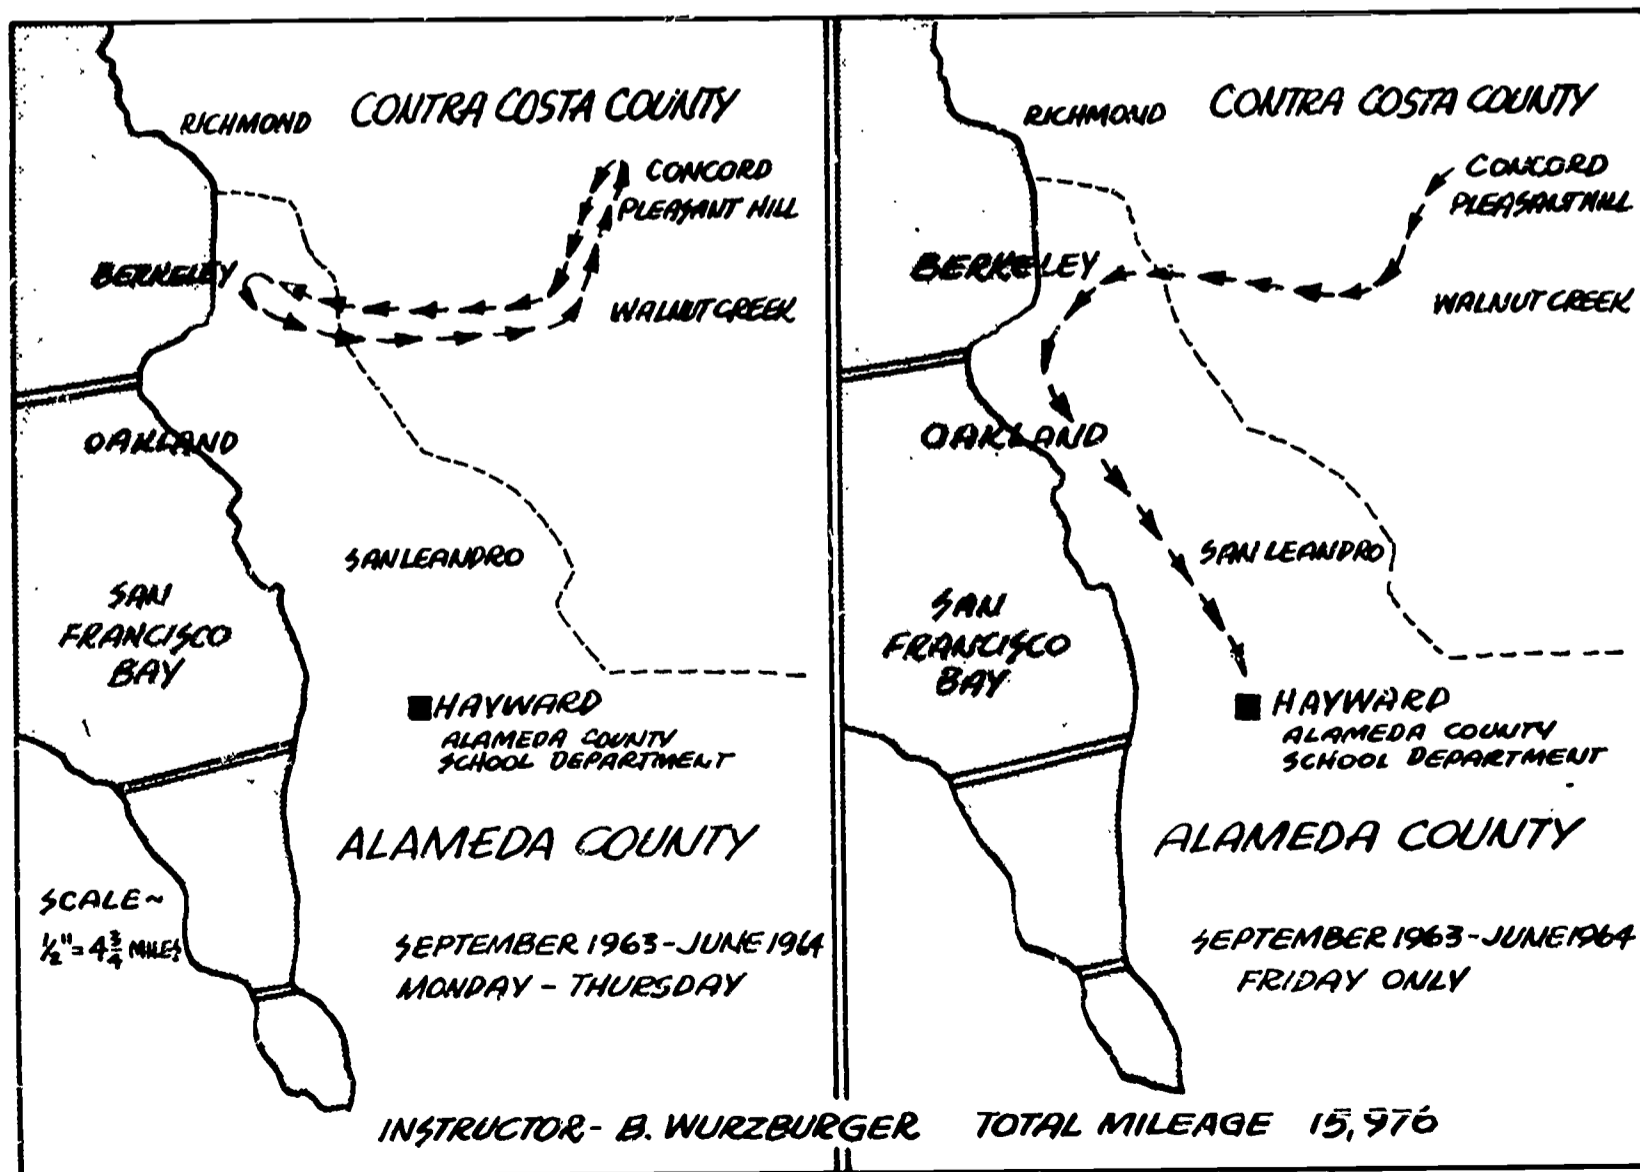 RICHMOND
CONTRA COSTA COUNTY
CONCORD
PLEASANT HILL
BERKELEY
WALNUT CREEK
OAKLAND
SAN LEANDRO
SAN
FRANCISCO
BAY
HAYWARD
ALAMEDA COUNTY
SCHOOL DEPARTMENT
ALAMEDA COUNTY
SCALE~
½" = 4¾ MILES
SEPTEMBER 1963-JUNE 1964
MONDAY - THURSDAY
RICHMOND
CONTRA COSTA COUNTY
CONCORD
PLEASANT HILL
BERKELEY
WALNUT CREEK
OAKLAND
SAN LEANDRO
SAN
FRANCISCO
BAY
HAYWARD
ALAMEDA COUNTY
SCHOOL DEPARTMENT
ALAMEDA COUNTY
SEPTEMBER 1963-JUNE 1964
FRIDAY ONLY
INSTRUCTOR- B. WURZBURGER TOTAL MILEAGE